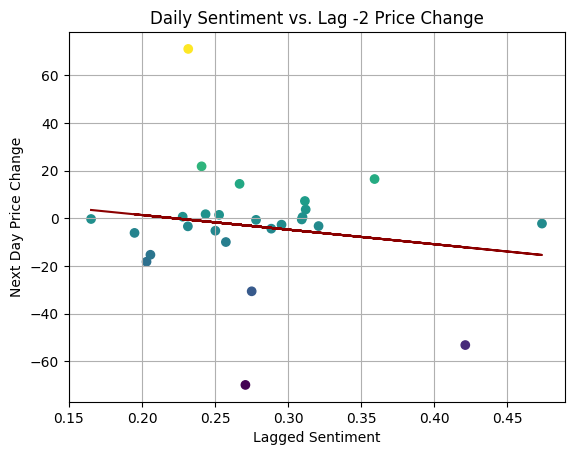 Daily Sentiment vs. Lag -2 Price Change
Next Day Price Change
60
40
20
0
−20
−40
−60
0.15 0.20 0.25 0.30 0.35 0.40 0.45
Lagged Sentiment